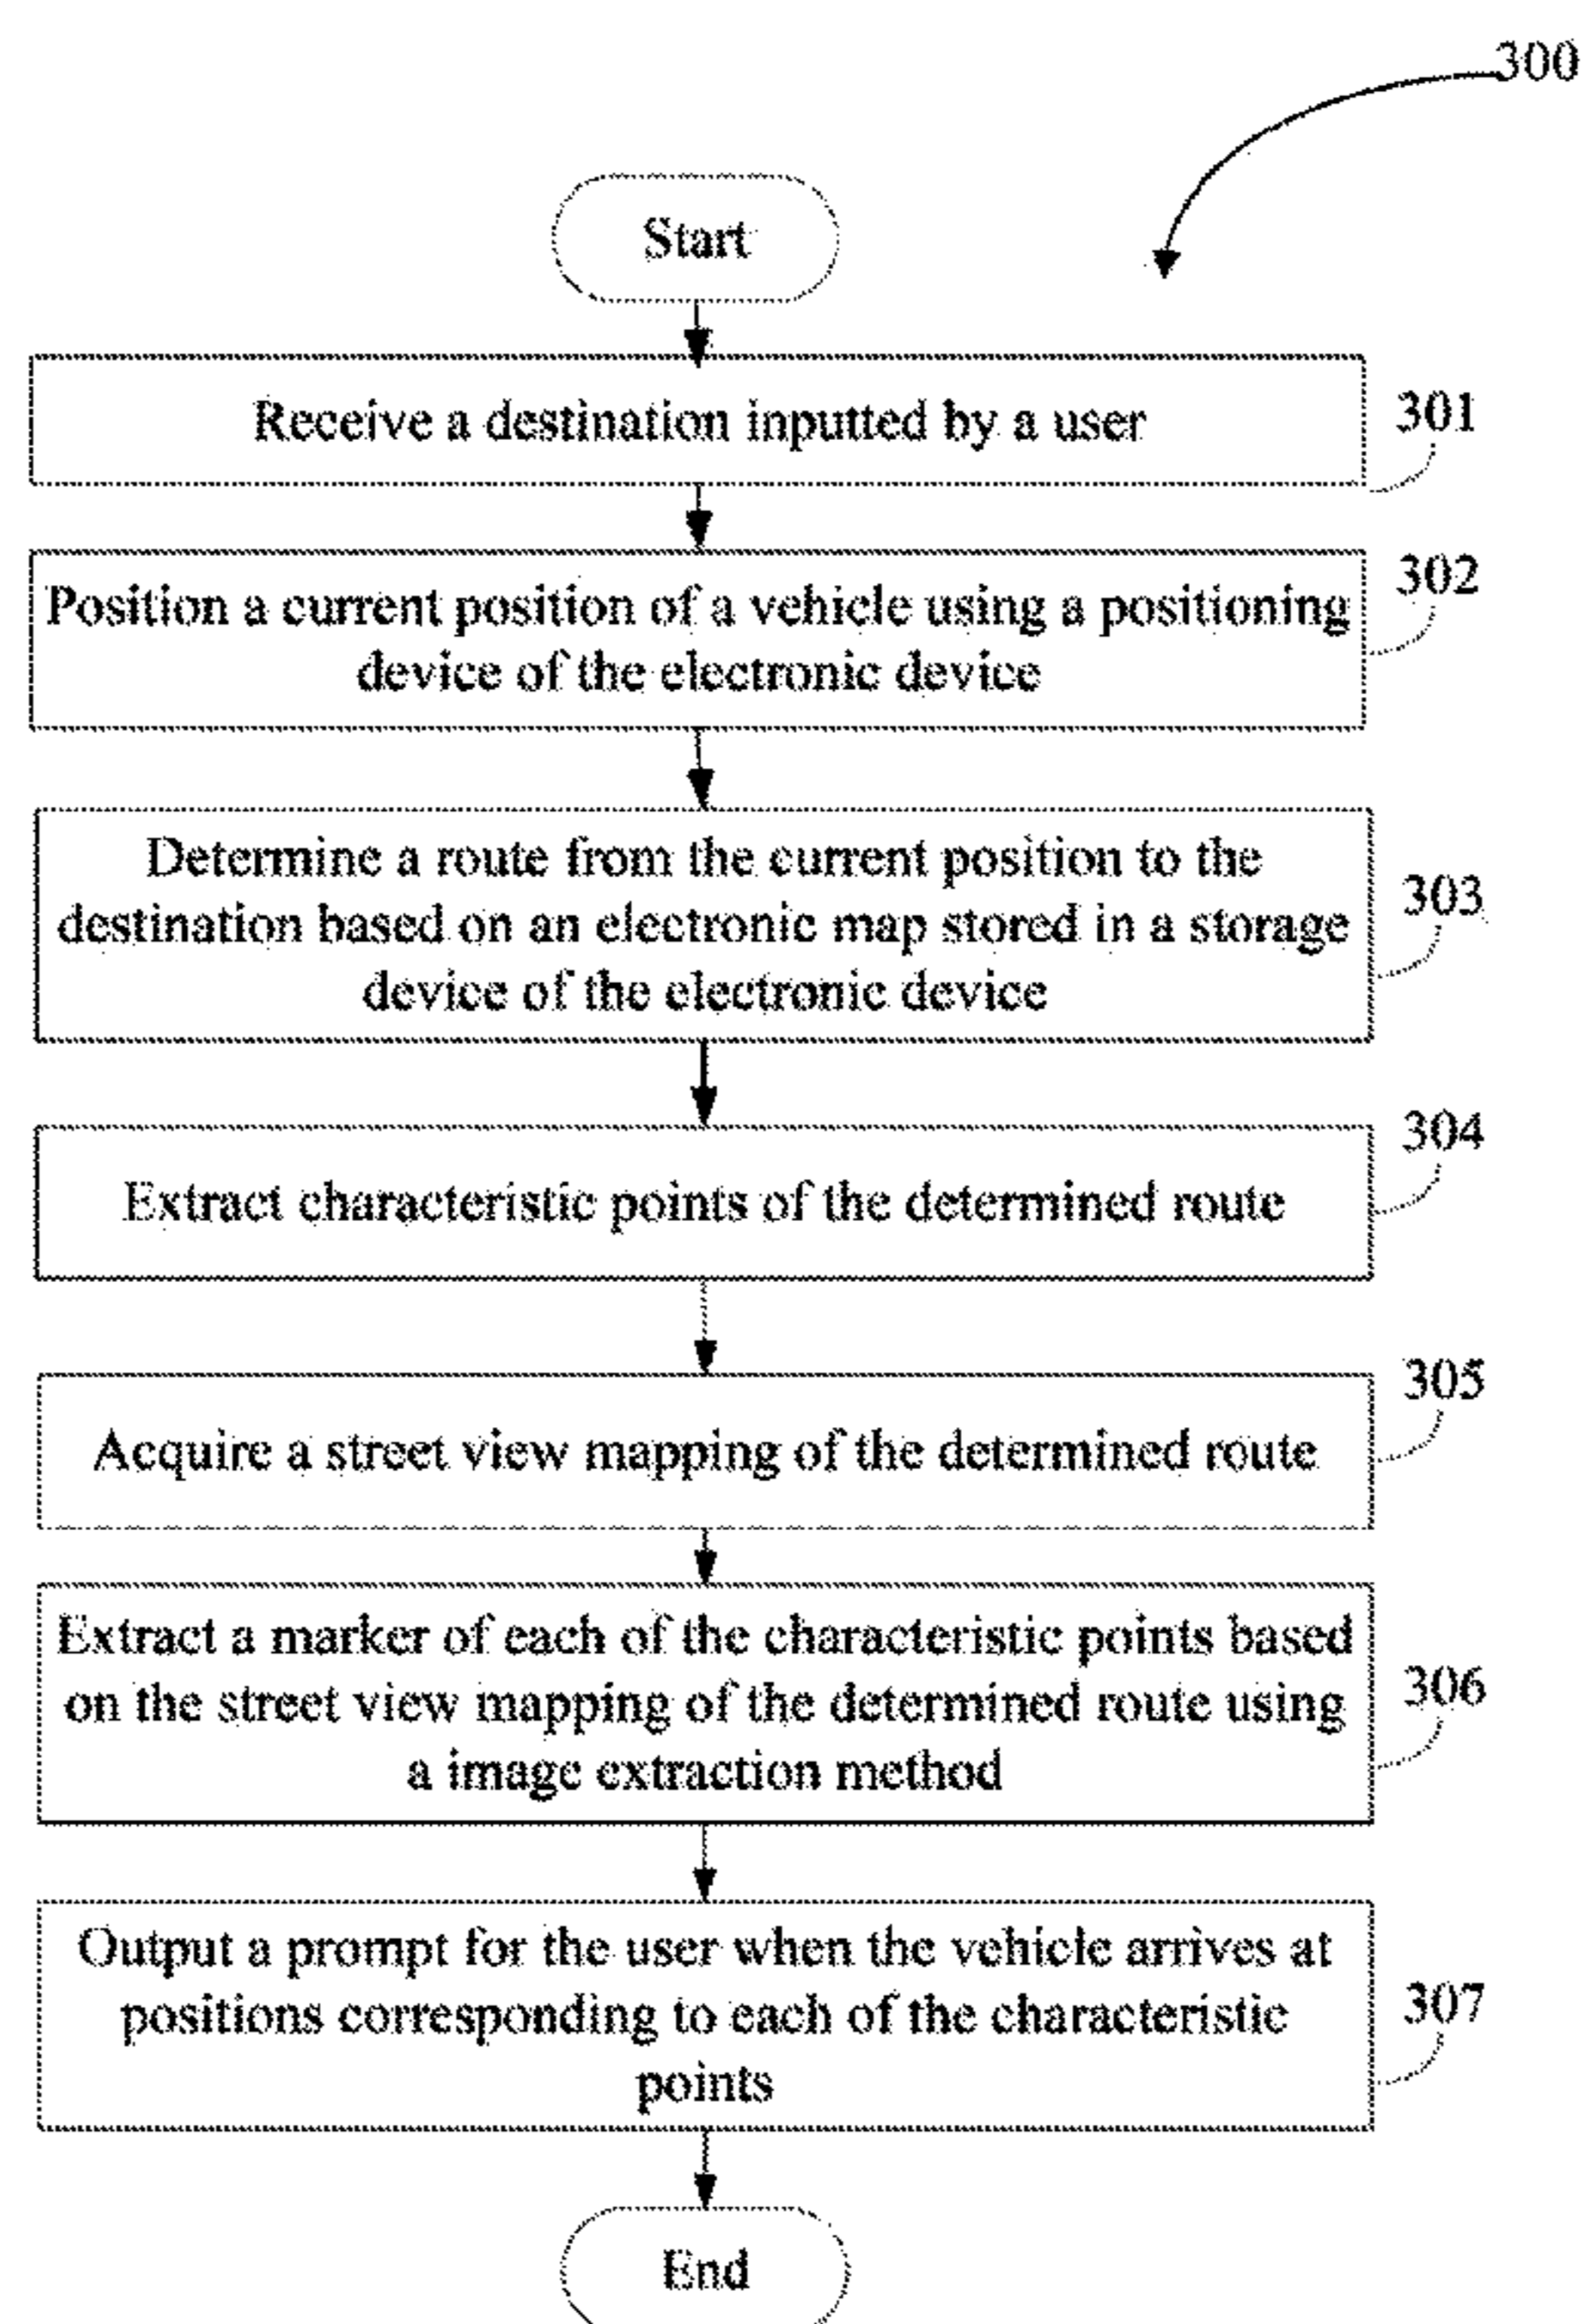 300
Start
Receive a destination inputted by a user
301
Position a current position of a vehicle using a positioning
device of the electronic device
302
Determine a route from the current position to the
destination based on an electronic map stored in a storage
device of the electronic device
303
Extract characteristic points of the determined route
304
Acquire a street view mapping of the determined route
305
Extract a marker of each of the characteristic points based
on the street view mapping of the determined route using
a image extraction method
306
Output a prompt for the user when the vehicle arrives at
positions corresponding to each of the characteristic
points
307
End